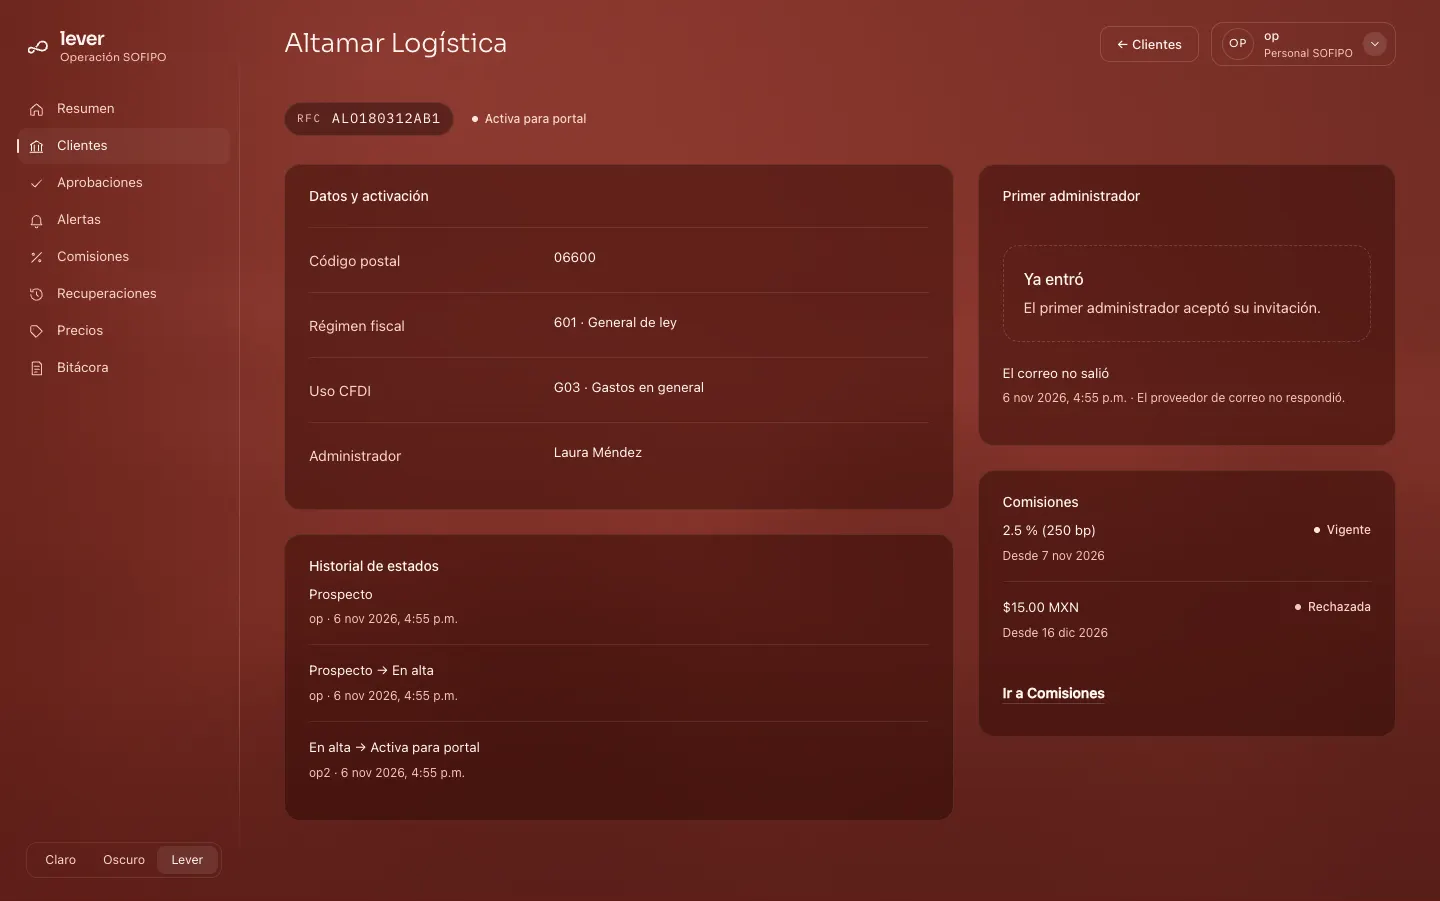 lever
Operación SOFIPO
Resumen
Clientes
Aprobaciones
Alertas
Comisiones
Recuperaciones
Precios
Bitácora
Claro
Oscuro
Lever
Altamar Logística
← Clientes
OP
op
Personal SOFIPO
RFC ALO180312AB1
Activa para portal
Datos y activación
Código postal
06600
Régimen fiscal
601 · General de ley
Uso CFDI
G03 · Gastos en general
Administrador
Laura Méndez
Historial de estados
Prospecto
op · 6 nov 2026, 4:55 p.m.
Prospecto → En alta
op · 6 nov 2026, 4:55 p.m.
En alta → Activa para portal
op2 · 6 nov 2026, 4:55 p.m.
Primer administrador
Ya entró
El primer administrador aceptó su invitación.
El correo no salió
6 nov 2026, 4:55 p.m. · El proveedor de correo no respondió.
Comisiones
2.5 % (250 bp)
Vigente
Desde 7 nov 2026
$15.00 MXN
Rechazada
Desde 16 dic 2026
Ir a Comisiones